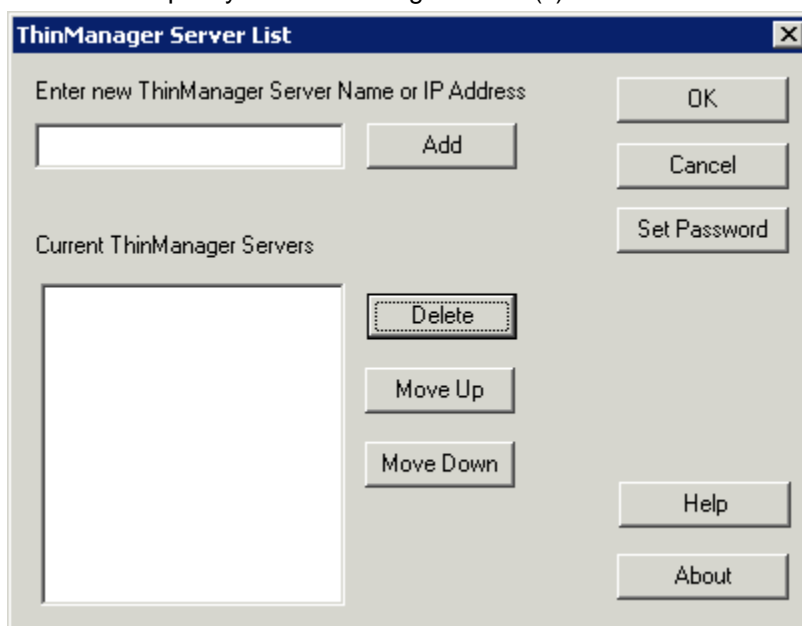 ThinManager Server List
Enter new ThinManager Server Name or IP Address
OK
Add
Cancel
Set Password
Current ThinManager Servers
Delete
Move Up
Move Down
Help
About